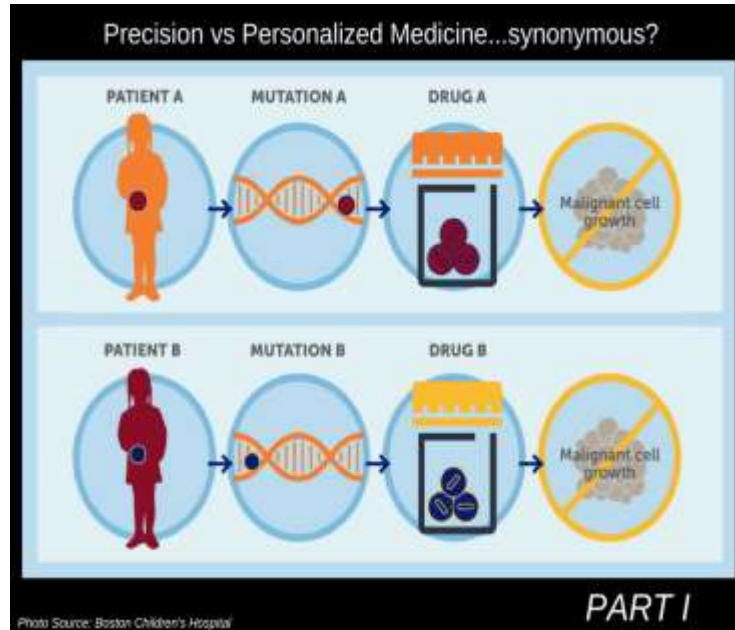 Precision vs Personalized Medicine...synonymous?
PATIENT A
MUTATION A
DRUG A
Malignant cell
growth
PATIENT B
MUTATION B
DRUG B
Malignant cell
growth
PART I
Photo Source: Boston Children's Hospital